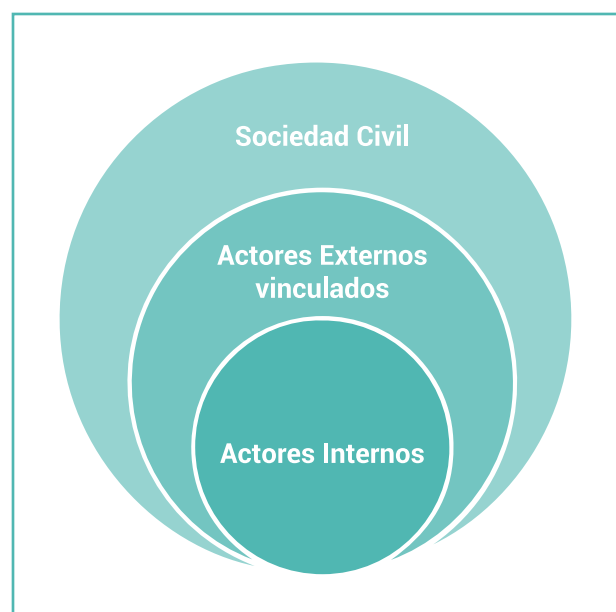 Sociedad Civil
Actores Externos
vinculados
Actores Internos